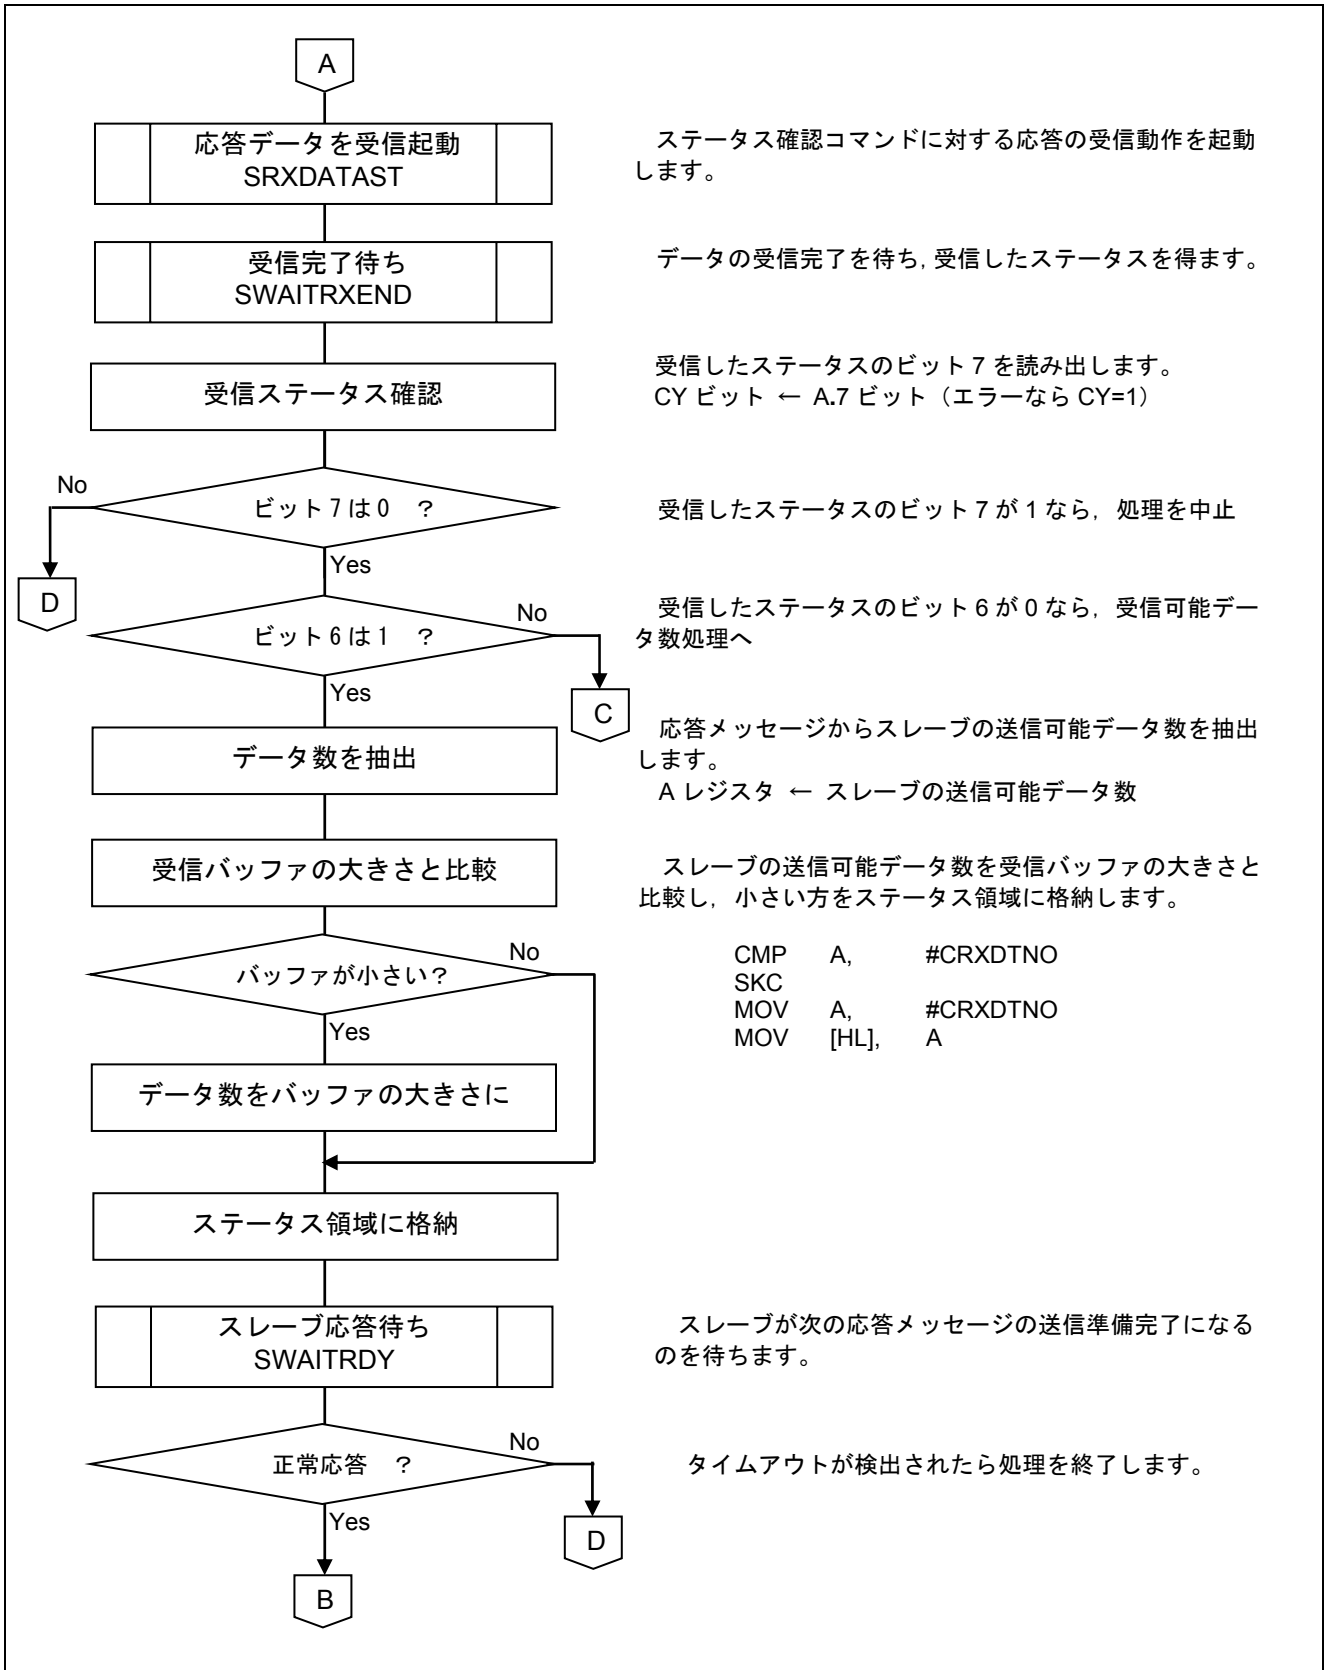 A
応答データを受信起動
SRXDATAST
ステータス確認コマンドに対する応答の受信動作を起動
します。
受信完了待ち
SWAITRXEND
データの受信完了を待ち,受信したステータスを得ます。
受信ステータス確認
受信したステータスのビット 7 を読み出します。
CY ビット ← A.7 ビット（エラーなら CY=1）
No
ビット 7 は 0 ？
受信したステータスのビット 7 が 1 なら，処理を中止
Yes
D
No
ビット 6 は 1 ？
受信したステータスのビット 6 が 0 なら，受信可能デー
タ数処理へ
Yes
C
データ数を抽出
応答メッセージからスレーブの送信可能データ数を抽出
します。
A レジスタ ← スレーブの送信可能データ数
受信バッファの大きさと比較
スレーブの送信可能データ数を受信バッファの大きさと
比較し，小さい方をステータス領域に格納します。
No
バッファが小さい？
CMP A, #CRXDTNO
SKC
MOV A, #CRXDTNO
MOV [HL], A
Yes
データ数をバッファの大きさに
ステータス領域に格納
スレーブ応答待ち
SWAITRDY
スレーブが次の応答メッセージの送信準備完了になる
のを待ちます。
No
正常応答 ？
タイムアウトが検出されたら処理を終了します。
Yes
D
B